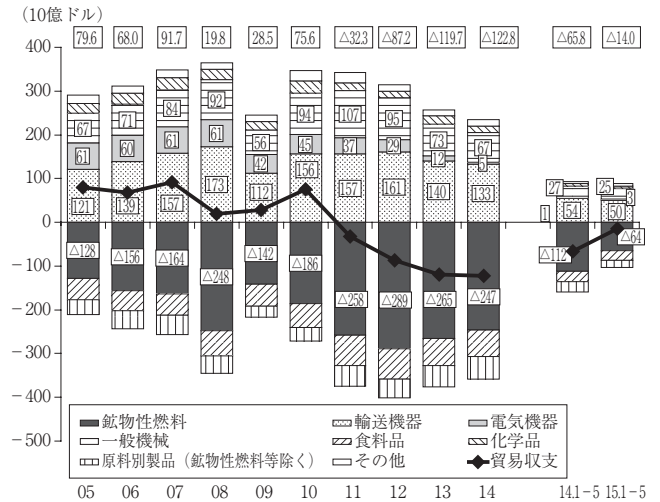 (10億ドル)
79.6 68.0 91.7 19.8 28.5 75.6 △32.3 △87.2 △119.7 △122.8 △65.8 △14.0
400
300
200
100
0
－100
－200
－300
－400
－500
67 71 84 92 56 94 107 95 73 67 27 25
61 60 61 61 42 45 37 29 12 5 1 3
121 139 157 173 112 156 157 161 140 133 54 50
△128 △156 △164 △248 △142 △186 △258 △289 △265 △247 △112 △64
鉱物性燃料 輸送機器 電気機器
一般機械 食料品 化学品
原料別製品（鉱物性燃料等除く） その他 貿易収支
05 06 07 08 09 10 11 12 13 14 14.1－5 15.1－5